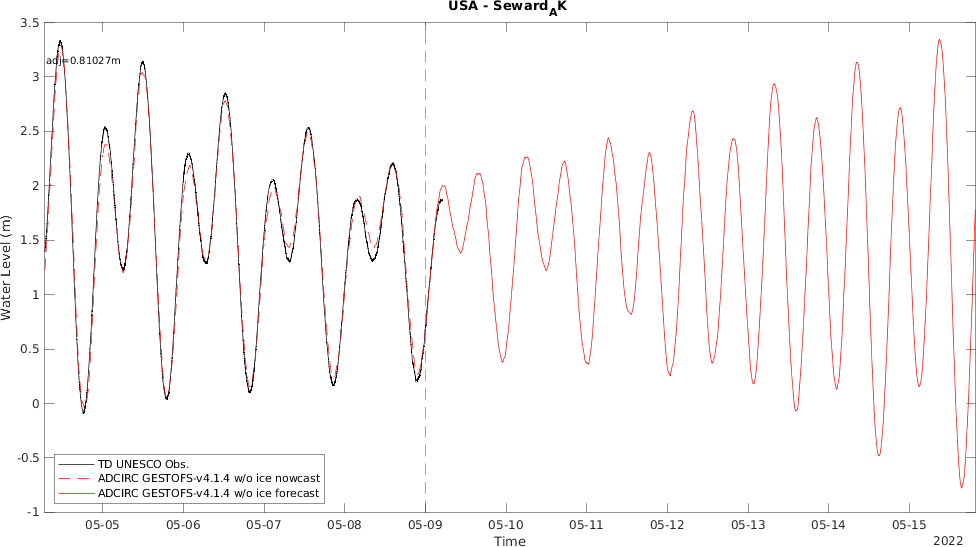 USA - Seward_AK
adj=0.81027m
3.5
3
2.5
2
1.5
1
0.5
0
-0.5
-1
Water Level (m)
TD UNESCO Obs.
ADCIRC GESTOFS-v4.1.4 w/o ice nowcast
ADCIRC GESTOFS-v4.1.4 w/o ice forecast
05-05 05-06 05-07 05-08 05-09 05-10 05-11 05-12 05-13 05-14 05-15
Time
2022